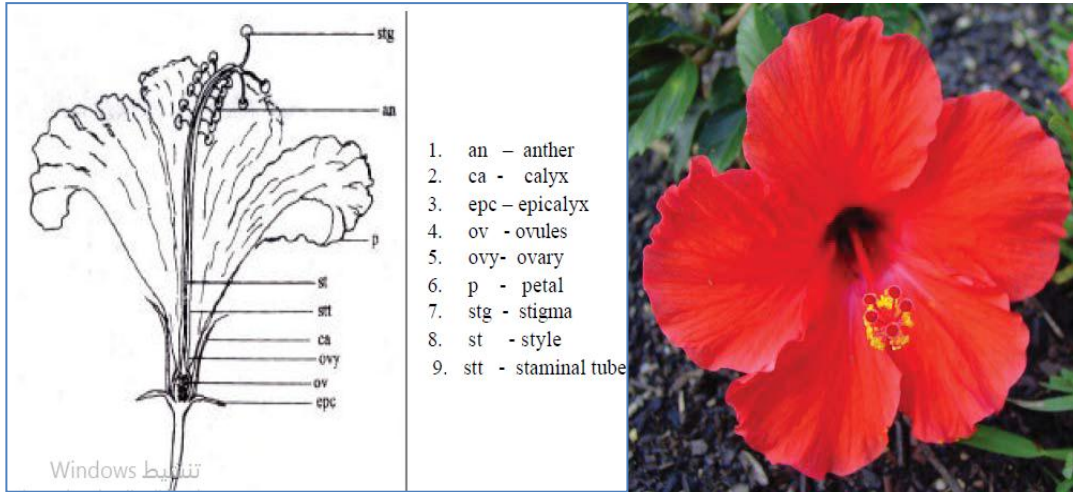 stg
an
p
st
stt
ca
ovy
ov
epc
1. an – anther
2. ca - calyx
3. epc – epicalyx
4. ov - ovules
5. ovy- ovary
6. p - petal
7. stg - stigma
8. st - style
9. stt - staminal tube
تنشيط Windows